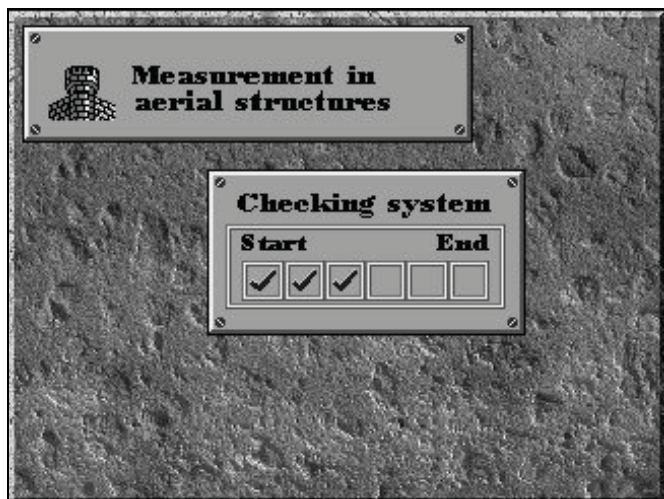 Measurement in
aerial structures
Checking system
Start End